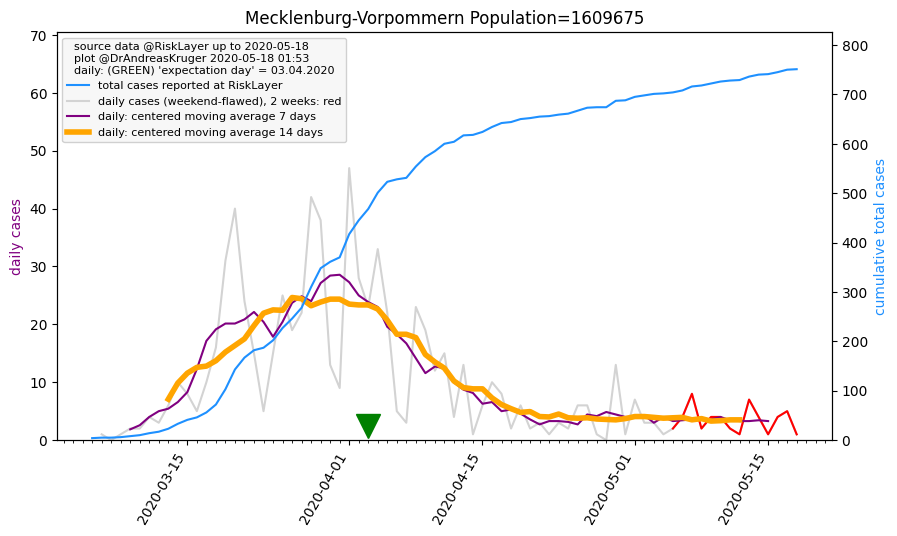 Mecklenburg-Vorpommern Population=1609675
source data @RiskLayer up to 2020-05-18
plot @DrAndreasKruger 2020-05-18 01:53
daily: (GREEN) 'expectation day' = 03.04.2020
total cases reported at RiskLayer
daily cases (weekend-flawed), 2 weeks: red
daily: centered moving average 7 days
daily: centered moving average 14 days
daily cases
70
60
50
40
30
20
10
0
cumulative total cases
800
700
600
500
400
300
200
100
0
2020-03-15
2020-04-01
2020-04-15
2020-05-01
2020-05-15